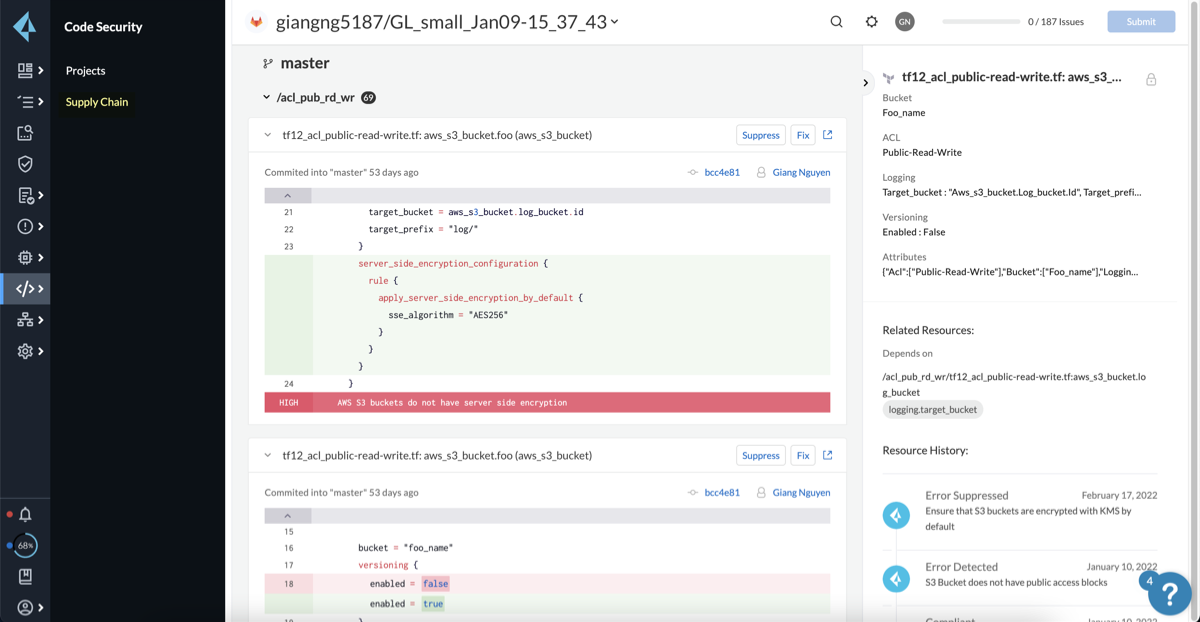 Code Security
Projects
Supply Chain
68%
giangng5187/GL_small_Jan09-15_37_43
GN
0 / 187 Issues
Submit
master
/acl_pub_rd_wr 69
tf12_acl_public-read-write.tf: aws_s3_bucket.foo (aws_s3_bucket)
Suppress
Fix
Commited into "master" 53 days ago
bcc4e81
Giang Nguyen
21 target_bucket = aws_s3_bucket.log_bucket.id
22 target_prefix = "log/"
23 }
server_side_encryption_configuration {
rule {
apply_server_side_encryption_by_default {
sse_algorithm = "AES256"
}
}
}
24 }
HIGH AWS S3 buckets do not have server side encryption
tf12_acl_public-read-write.tf: aws_s3_bucket.foo (aws_s3_bucket)
Suppress
Fix
Commited into "master" 53 days ago
bcc4e81
Giang Nguyen
15
16 bucket = "foo_name"
17 versioning {
18 enabled = false
enabled = true
tf12_acl_public-read-write.tf: aws_s3_...
Bucket
Foo_name
ACL
Public-Read-Write
Logging
Target_bucket : "Aws_s3_bucket.Log_bucket.Id", Target_prefi...
Versioning
Enabled : False
Attributes
{"Acl":["Public-Read-Write"],"Bucket":["Foo_name"],"Loggin...
Related Resources:
Depends on
/acl_pub_rd_wr/tf12_acl_public-read-write.tf:aws_s3_bucket.lo
g_bucket
logging.target_bucket
Resource History:
Error Suppressed
February 17, 2022
Ensure that S3 buckets are encrypted with KMS by
default
Error Detected
January 10, 2022
S3 Bucket does not have public access blocks
4
?